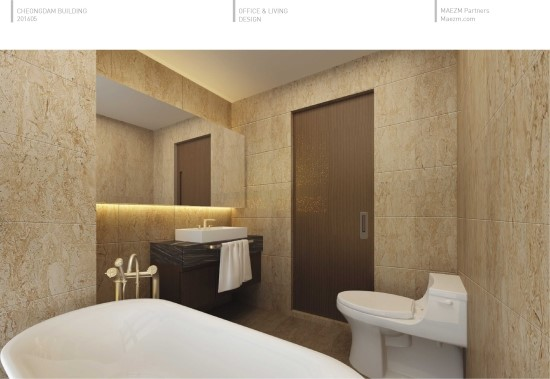 CHEONGDAM BUILDING
201405
OFFICE & LIVING
DESIGN
MAEZM Partners
Maezm.com